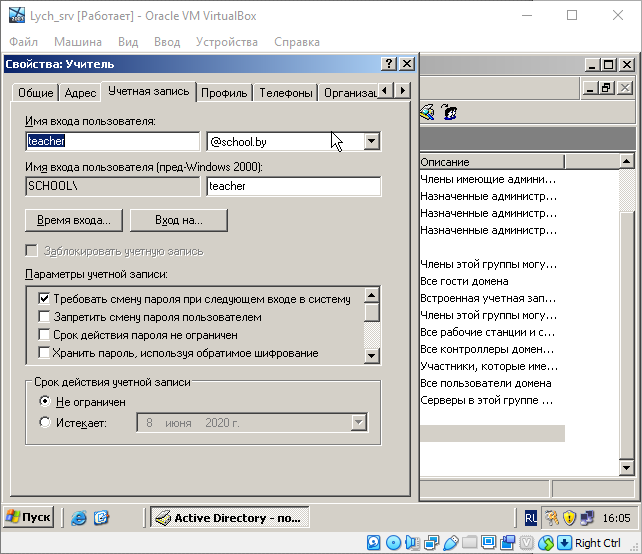 Lych_srv [Работает] - Oracle VM VirtualBox
Файл Машина Вид Ввод Устройства Справка
Свойства: Учитель
Общие Адрес Учетная запись Профиль Телефоны Организац
Имя входа пользователя:
teacher @school.by
Имя входа пользователя (пред-Windows 2000):
SCHOOL\ teacher
Время входа... Вход на...
Заблокировать учетную запись
Параметры учетной записи:
Требовать смену пароля при следующем входе в систему
Запретить смену пароля пользователем
Срок действия пароля не ограничен
Хранить пароль, используя обратимое шифрование
Срок действия учетной записи
Не ограничен
Истекает: 8 июня 2020 г.
Описание
Члены имеющие админи...
Назначенные администр...
Назначенные администр...
Назначенные администр...
Члены этой группы могу...
Все гости домена
Встроенная учетная зап...
Члены этой группы могу...
Все рабочие станции и с...
Все контроллеры домен...
Участники, которые име...
Все пользователи домена
Серверы в этой группе ...
Пуск Active Directory - по... RU 16:05
Right Ctrl